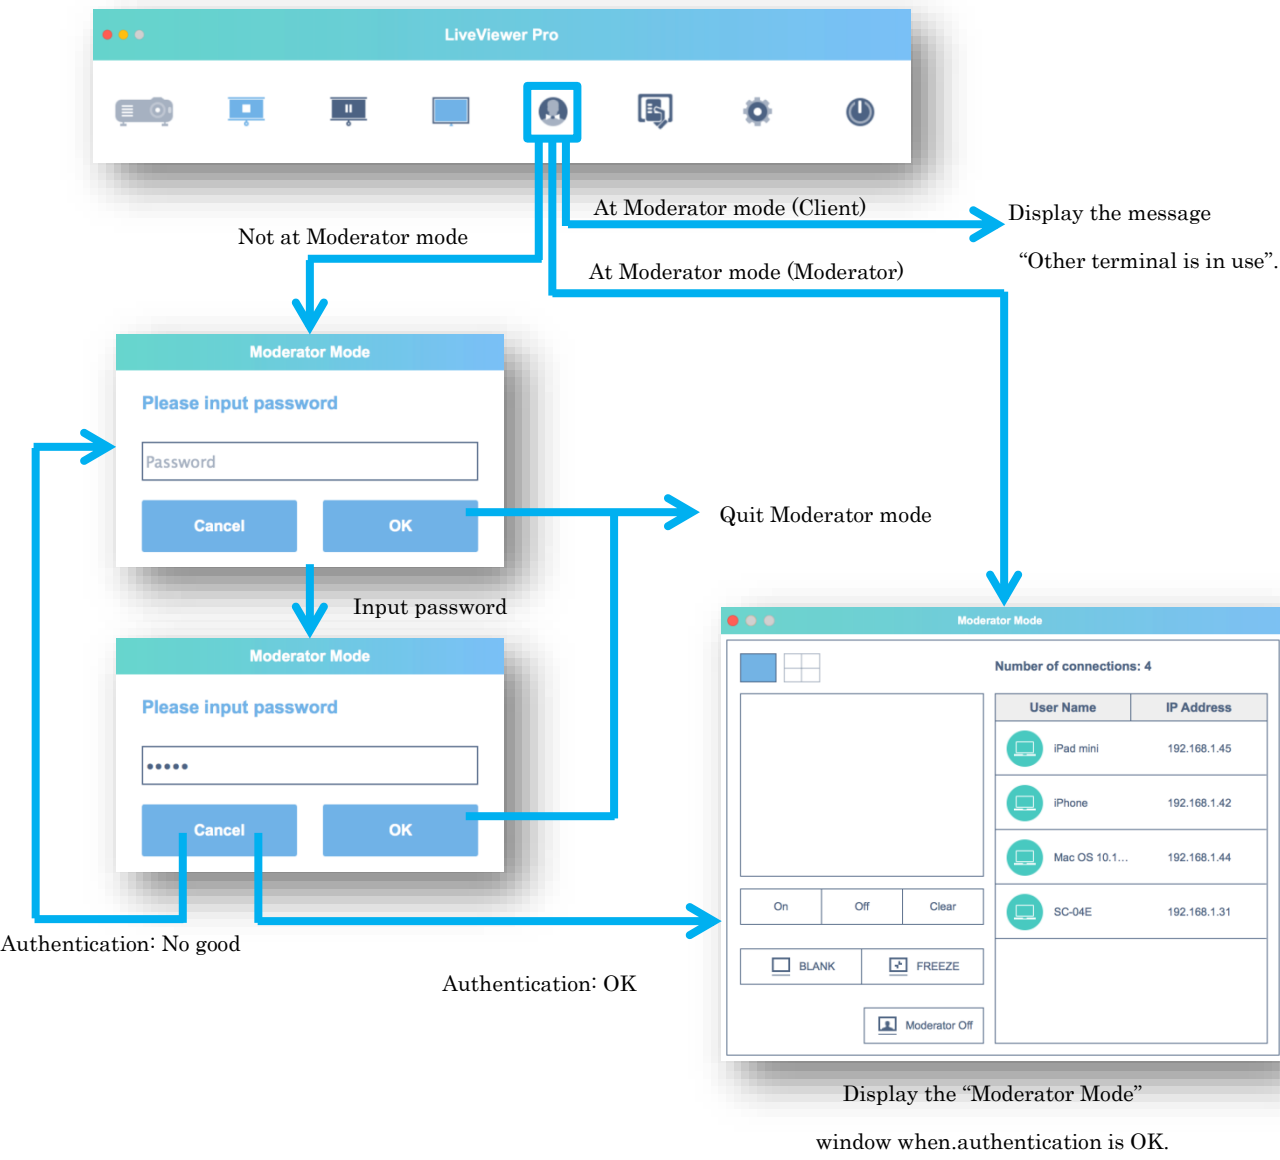 LiveViewer Pro
At Moderator mode (Client)
Display the message
“Other terminal is in use”.
Not at Moderator mode
At Moderator mode (Moderator)
Moderator Mode
Please input password
Password
Cancel
OK
Quit Moderator mode
Input password
Moderator Mode
Please input password
•••••
Cancel
OK
Authentication: No good
Authentication: OK
Moderator Mode
Number of connections: 4
User Name
IP Address
iPad mini
192.168.1.45
iPhone
192.168.1.42
Mac OS 10.1...
192.168.1.44
SC-04E
192.168.1.31
On
Off
Clear
BLANK
FREEZE
Moderator Off
Display the “Moderator Mode”
window when.authentication is OK.